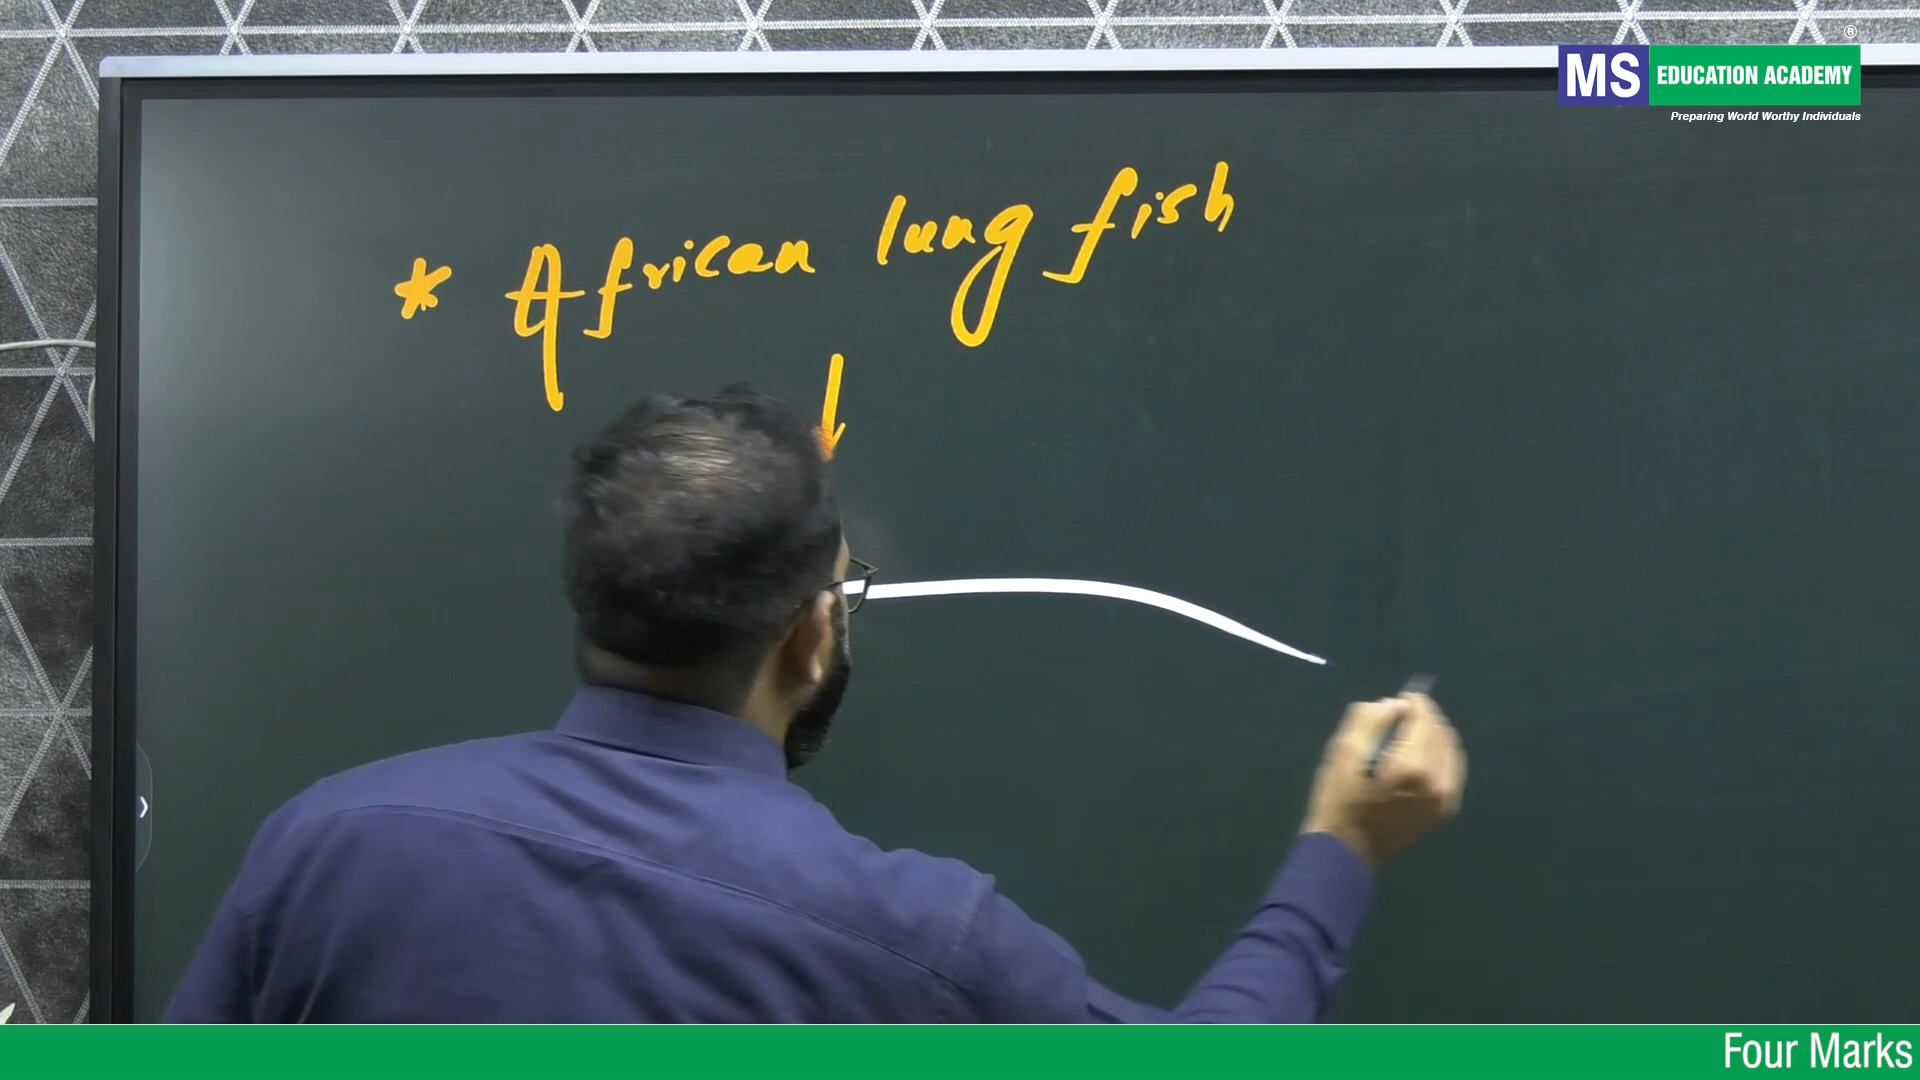 ®
MS EDUCATION ACADEMY
Preparing World Worthy Individuals
* African lung fish
Four Marks